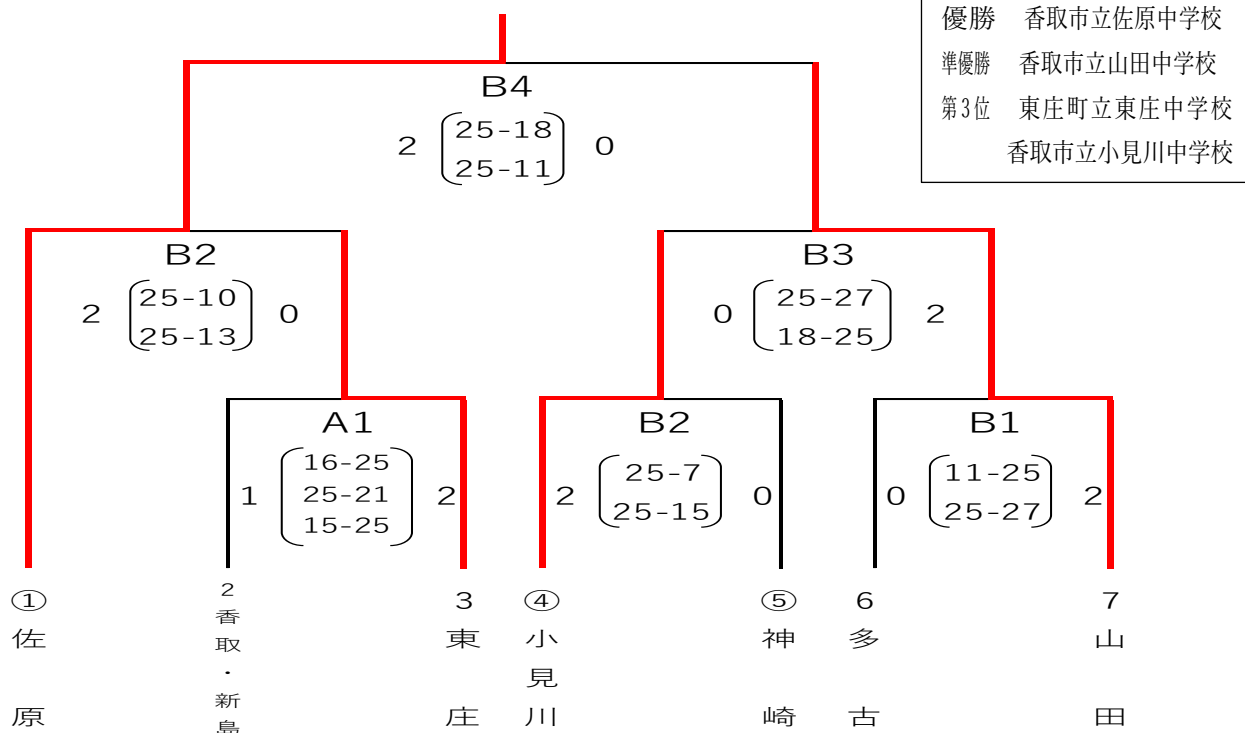 優勝 香取市立佐原中学校
準優勝 香取市立山田中学校
第3位 東庄町立東庄中学校
香取市立小見川中学校
B4
2 25-18 0
25-11
B2
2 25-10 0
25-13
B3
0 25-27 2
18-25
A1
16-25
1 25-21 2
15-25
B2
2 25-7 0
25-15
B1
0 11-25 2
25-27
①佐原
2香取・新島
3東庄
④小見川
⑤神崎
6多古
7山田